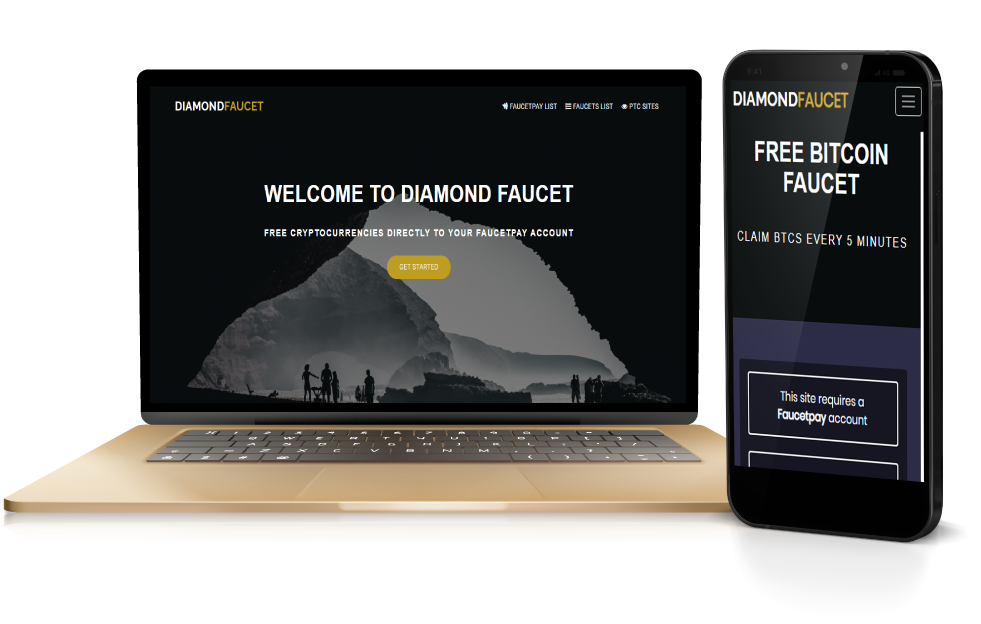 DIAMONDFAUCET
FAUCETPAY LIST FAUCETS LIST PTC SITES
WELCOME TO DIAMOND FAUCET
FREE CRYPTOCURRENCIES DIRECTLY TO YOUR FAUCETPAY ACCOUNT
GET STARTED
9:41
DIAMONDFAUCET
FREE BITCOIN
FAUCET
CLAIM BTCS EVERY 5 MINUTES
This site requires a
Faucetpay account